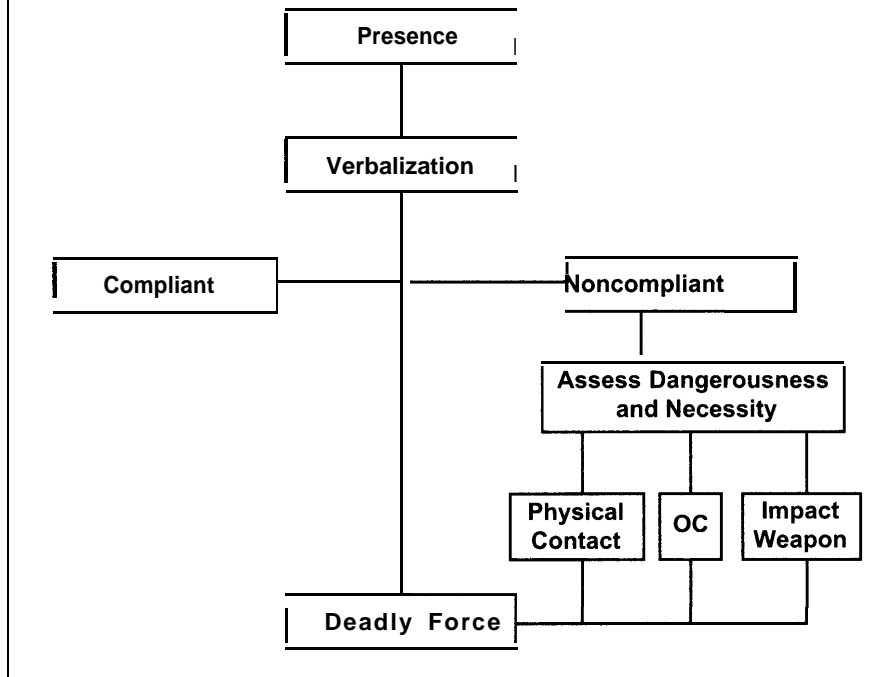 Presence
Verbalization
Compliant
Noncompliant
Assess Dangerousness
and Necessity
Physical
Contact
OC
Impact
Weapon
Deadly Force